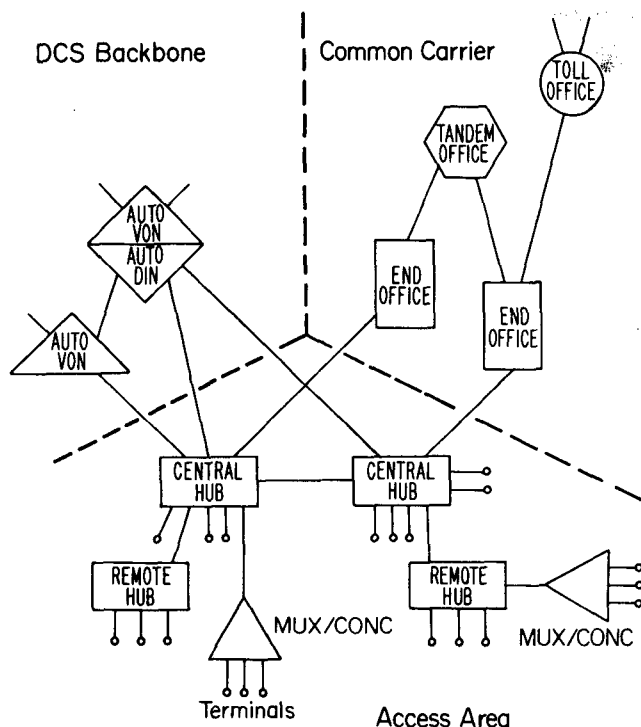 DCS Backbone
Common Carrier
TOLL
OFFICE
TANDEM
OFFICE
AUTO
VON
AUTO
DIN
END
OFFICE
END
OFFICE
AUTO
VON
CENTRAL
HUB
CENTRAL
HUB
REMOTE
HUB
REMOTE
HUB
MUX/CONC
MUX/CONC
Terminals
Access Area